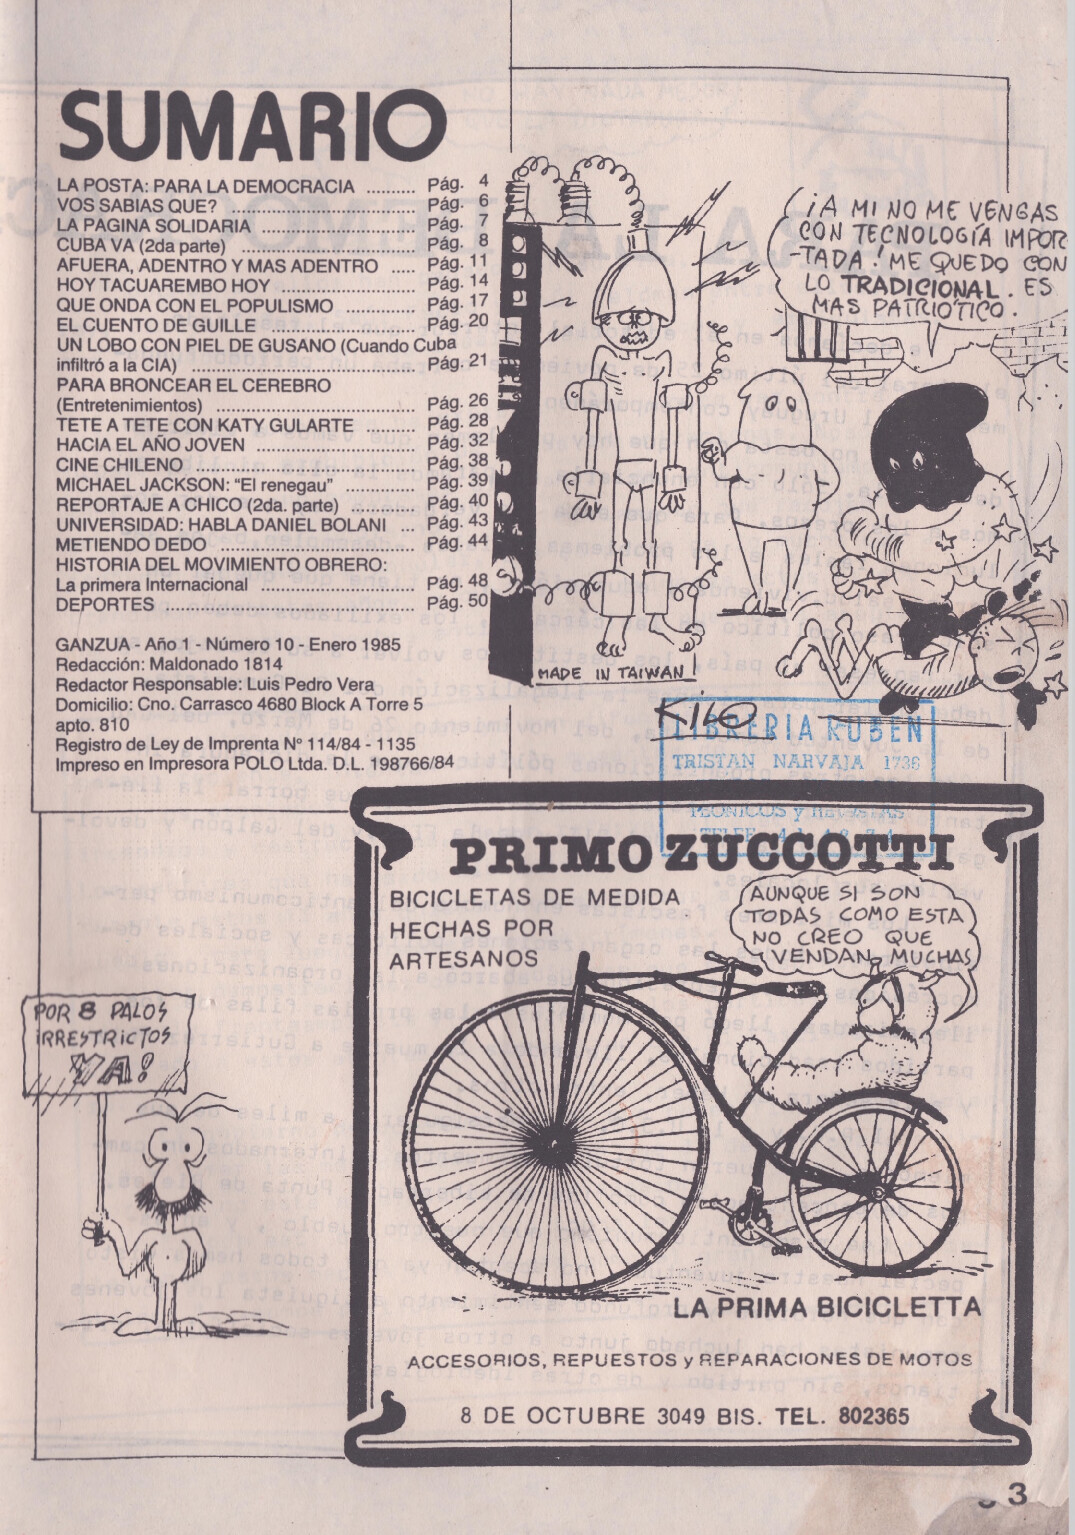 SUMARIO
LA POSTA: PARA LA DEMOCRACIA .......... Pág. 4
VOS SABIAS QUE? .......... Pág. 6
LA PAGINA SOLIDARIA .......... Pág. 7
CUBA VA (2da parte) .......... Pág. 8
AFUERA, ADENTRO Y MAS ADENTRO ..... Pág. 11
HOY TACUAREMBO HOY .......... Pág. 14
QUE ONDA CON EL POPULISMO .......... Pág. 17
EL CUENTO DE GUILLE .......... Pág. 20
UN LOBO CON PIEL DE GUSANO (Cuando Cuba
infiltró a la CIA) .......... Pág. 21
PARA BRONCEAR EL CEREBRO
(Entretenimientos) .......... Pág. 26
TETE A TETE CON KATY GULARTE .......... Pág. 28
HACIA EL AÑO JOVEN .......... Pág. 32
CINE CHILENO .......... Pág. 38
MICHAEL JACKSON: "El renegau" .......... Pág. 39
REPORTAJE A CHICO (2da. parte) .......... Pág. 40
UNIVERSIDAD: HABLA DANIEL BOLANI ... Pág. 43
METIENDO DEDO .......... Pág. 44
HISTORIA DEL MOVIMIENTO OBRERO:
La primera Internacional .......... Pág. 48
DEPORTES .......... Pág. 50
GANZUA - Año 1 - Número 10 - Enero 1985
Redacción: Maldonado 1814
Redactor Responsable: Luis Pedro Vera
Domicilio: Cno. Carrasco 4680 Block A Torre 5
apto. 810
Registro de Ley de Imprenta N° 114/84 - 1135
Impreso en Impresora POLO Ltda. D.L. 198766/84
¡A MI NO ME VENGAS
CON TECNOLOGÍA IMPOR
-TADA! ME QUEDO CON
LO TRADICIONAL. ES
MAS PATRIÓTICO.
MADE IN TAIWAN
KILO
LIBRERIA RUBEN
TRISTAN NARVAJA 1736
TECNICOS y REVISTAS
PRIMO ZUCCOTTI
BICICLETAS DE MEDIDA
HECHAS POR
ARTESANOS
AUNQUE SI SON
TODAS COMO ESTA
NO CREO QUE
VENDAN MUCHAS
LA PRIMA BICICLETTA
ACCESORIOS, REPUESTOS y REPARACIONES DE MOTOS
8 DE OCTUBRE 3049 BIS. TEL. 802365
POR 8 PALOS
IRRESTRICTOS
YA!
3